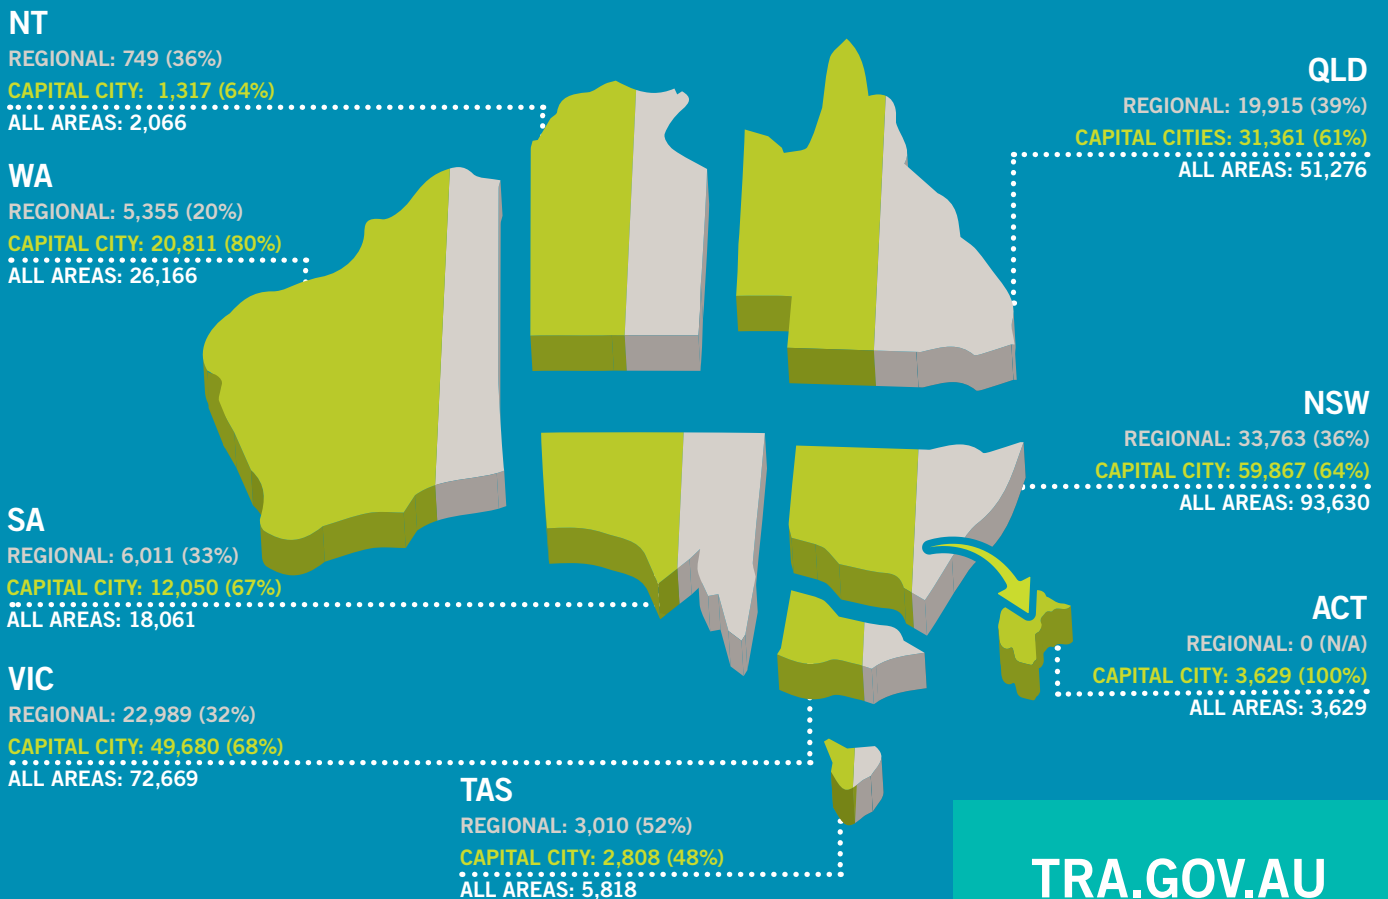 NT
REGIONAL: 749 (36%)
CAPITAL CITY: 1,317 (64%)
ALL AREAS: 2,066
WA
REGIONAL: 5,355 (20%)
CAPITAL CITY: 20,811 (80%)
ALL AREAS: 26,166
SA
REGIONAL: 6,011 (33%)
CAPITAL CITY: 12,050 (67%)
ALL AREAS: 18,061
VIC
REGIONAL: 22,989 (32%)
CAPITAL CITY: 49,680 (68%)
ALL AREAS: 72,669
TAS
REGIONAL: 3,010 (52%)
CAPITAL CITY: 2,808 (48%)
ALL AREAS: 5,818
QLD
REGIONAL: 19,915 (39%)
CAPITAL CITIES: 31,361 (61%)
ALL AREAS: 51,276
NSW
REGIONAL: 33,763 (36%)
CAPITAL CITY: 59,867 (64%)
ALL AREAS: 93,630
ACT
REGIONAL: 0 (N/A)
CAPITAL CITY: 3,629 (100%)
ALL AREAS: 3,629
TRA.GOV.AU